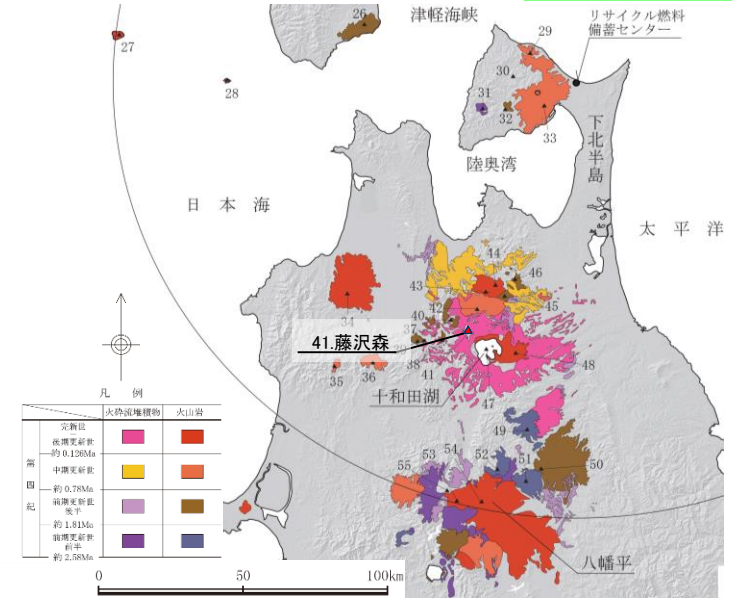 津軽海峡
リサイクル燃料
備蓄センター
26
27
28
29
30
31
32
33
下北半島
陸奥湾
日本海
太平洋
44
46
43
42
45
40
37
34
41.藤沢森
38
41
35
36
48
十和田湖
47
49
凡例
火砕流堆積物 火山岩
第四紀
完新世
後期更新世
約 0.126Ma
中期更新世
約 0.78Ma
前期更新世
後半
約 1.81Ma
前期更新世
前半
約 2.58Ma
54
53
52
51
50
55
八幡平
0 50 100km